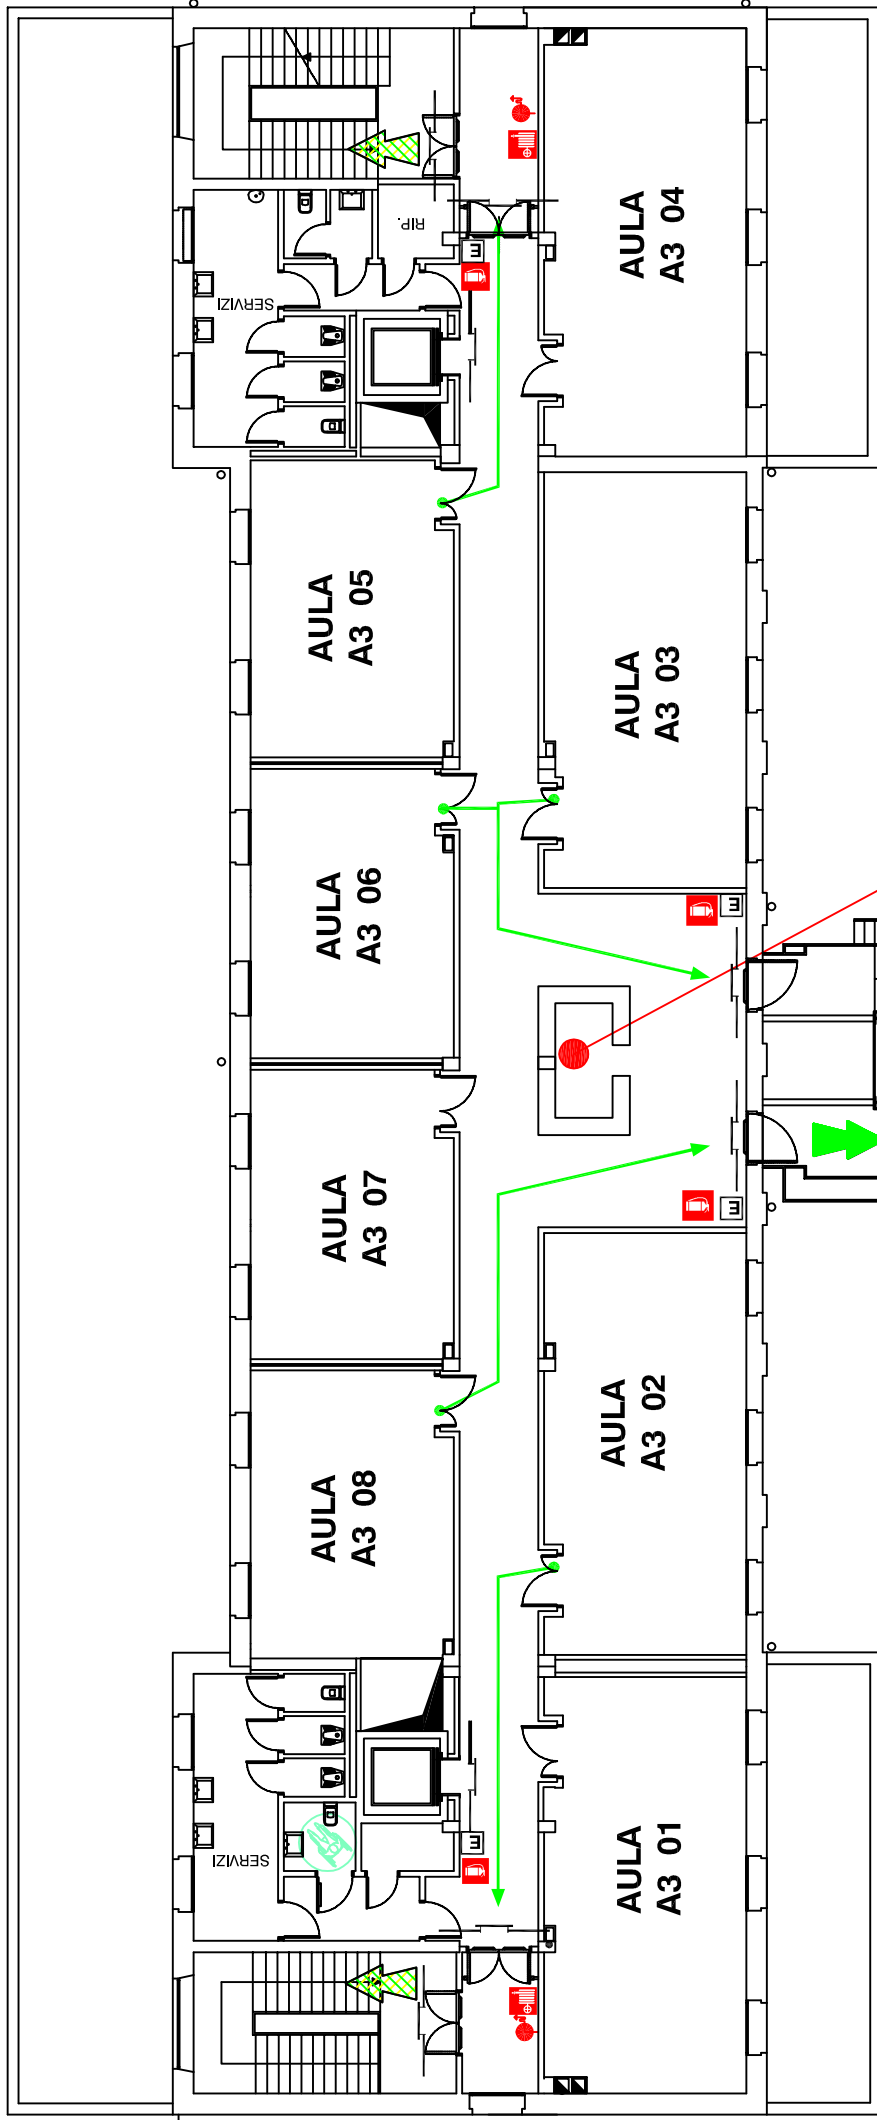 AULA
A3 04
RIP.
E
SERVIZI
AULA
A3 05
AULA
A3 03
AULA
A3 06
E
AULA
A3 07
E
AULA
A3 02
AULA
A3 08
AULA
A3 01
E
SERVIZI